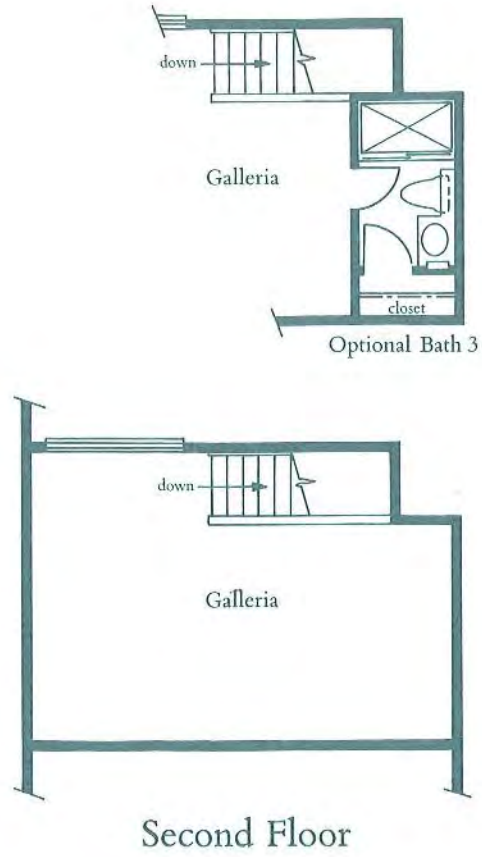 down
Galleria
closet
Optional Bath 3
down
Galleria
Second Floor